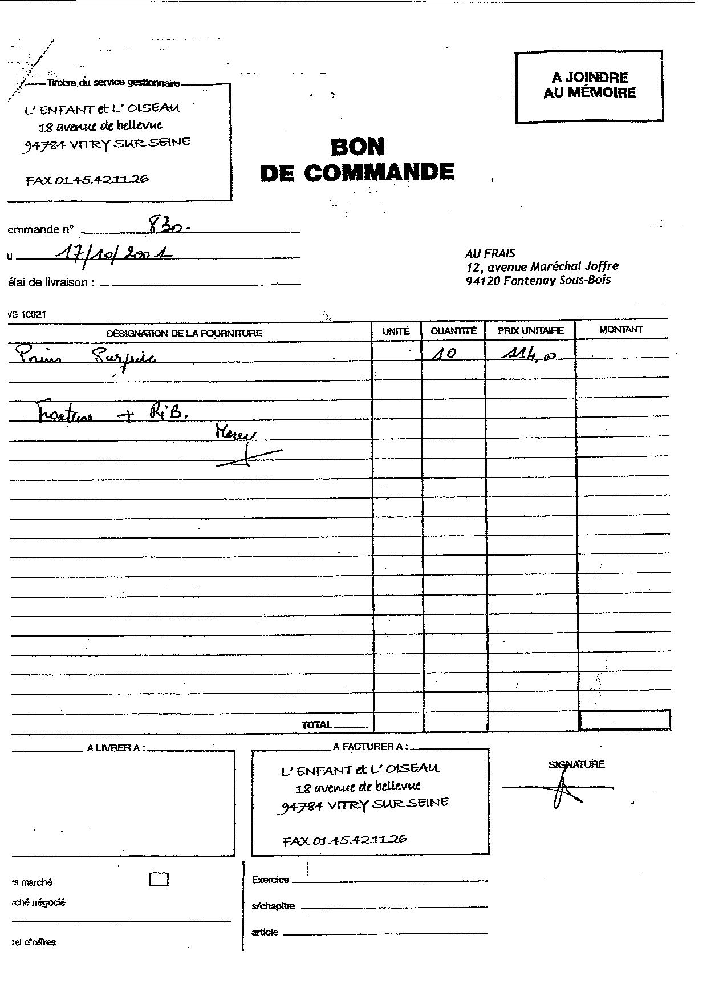 A JOINDRE
AU MÉMOIRE
Timbre du service gestionnaire
L' ENFANT et L' OISEAU
18 avenue de bellevue
94784 VITRY SUR SEINE
FAX 01.45.42.11.26
BON
DE COMMANDE
ommande n° 830.
u 17/10/2001
élai de livraison :
AU FRAIS
12, avenue Maréchal Joffre
94120 Fontenay Sous-Bois
VS 10021
DÉSIGNATION DE LA FOURNITURE UNITÉ QUANTITÉ PRIX UNITAIRE MONTANT
Pains Surprise 10 114,00
Facture + RiB.
Merci
TOTAL
A LIVRER A :
A FACTURER A :
L' ENFANT et L' OISEAU
18 avenue de bellevue
94784 VITRY SUR SEINE
FAX 01.45.42.11.26
SIGNATURE
rs marché
rché négocié
pel d'offres
Exercice
s/chapitre
article